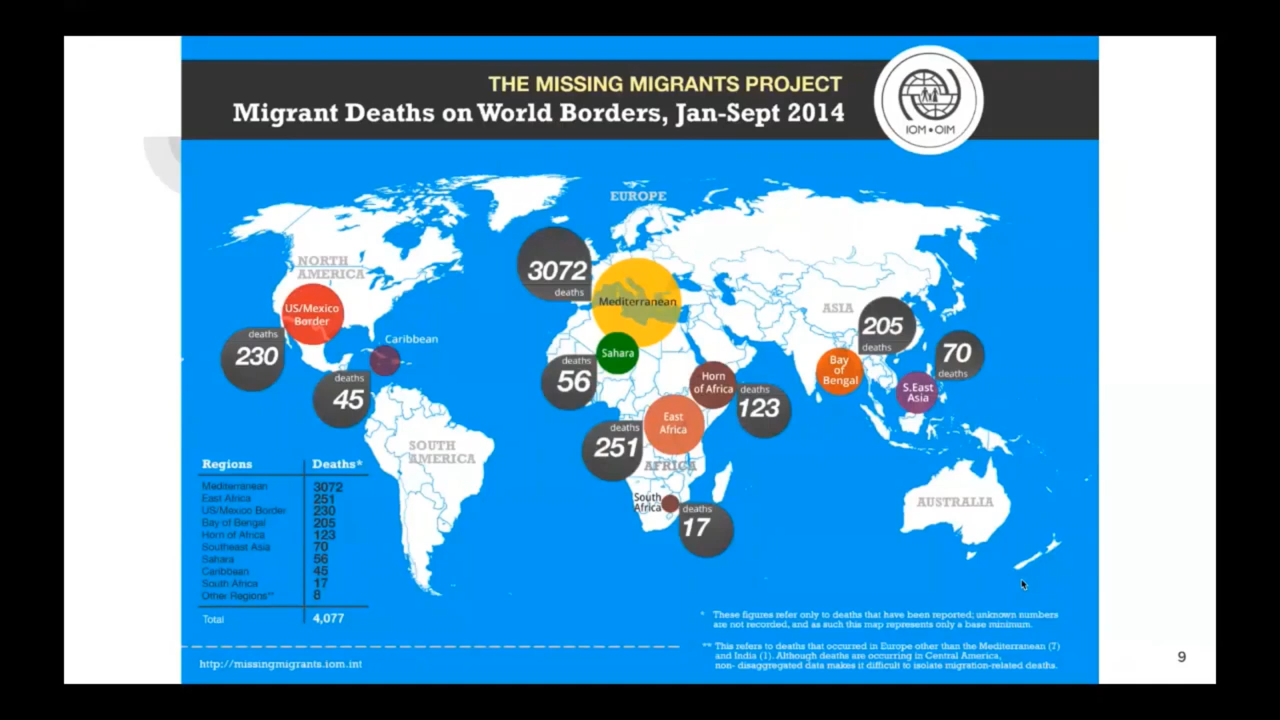 THE MISSING MIGRANTS PROJECT
Migrant Deaths on World Borders, Jan-Sept 2014
IOM • OIM
EUROPE
NORTH
AMERICA
3072
deaths
Mediterranean
US/Mexico
Border
deaths
230
Caribbean
deaths
45
Sahara
deaths
56
Horn
of Africa
deaths
123
East
Africa
deaths
251
AFRICA
South
Africa
deaths
17
ASIA
205
deaths
Bay
of
Bengal
70
deaths
S.East
Asia
SOUTH
AMERICA
AUSTRALIA
Regions Deaths*
Mediterranean 3072
East Africa 251
US/Mexico Border 230
Bay of Bengal 205
Horn of Africa 123
Southeast Asia 70
Sahara 56
Caribbean 45
South Africa 17
Other Regions** 8
Total 4,077
* These figures refer only to deaths that have been reported; unknown numbers
are not recorded, and as such this map represents only a base minimum.
** This refers to deaths that occurred in Europe other than the Mediterranean (7)
and India (1). Although deaths are occurring in Central America,
non- disaggregated data makes it difficult to isolate migration-related deaths.
http://missingmigrants.iom.int
9